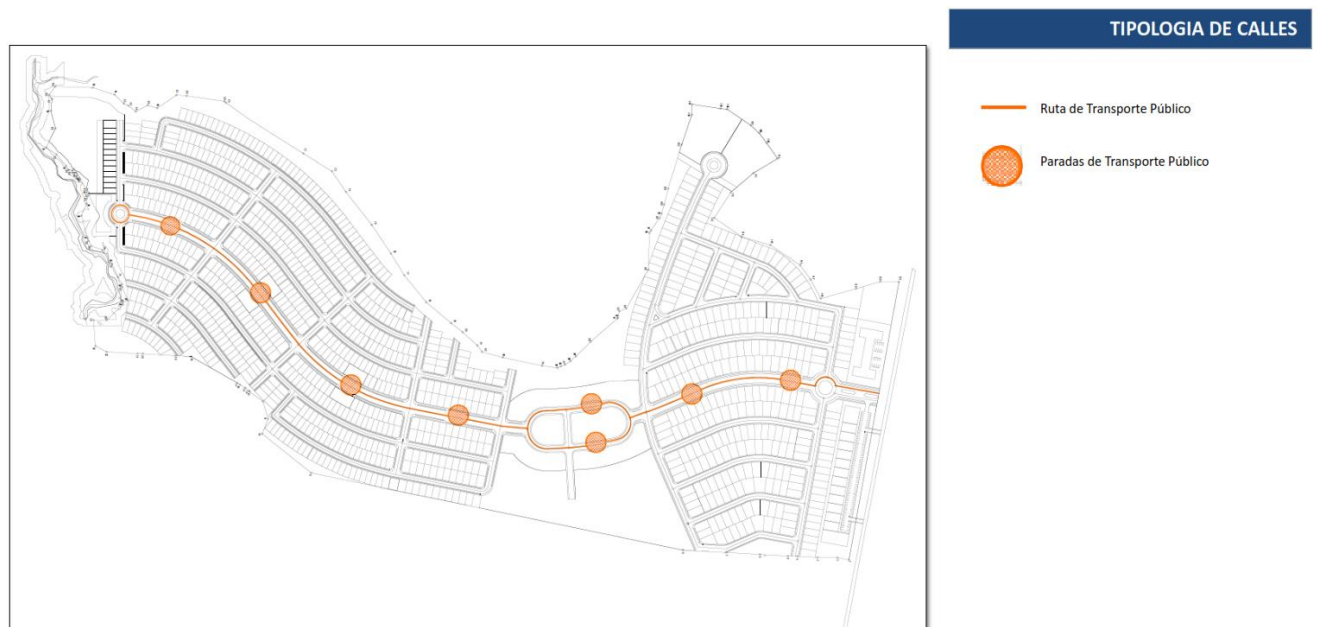 TIPOLOGIA DE CALLES
Ruta de Transporte Público
Paradas de Transporte Público